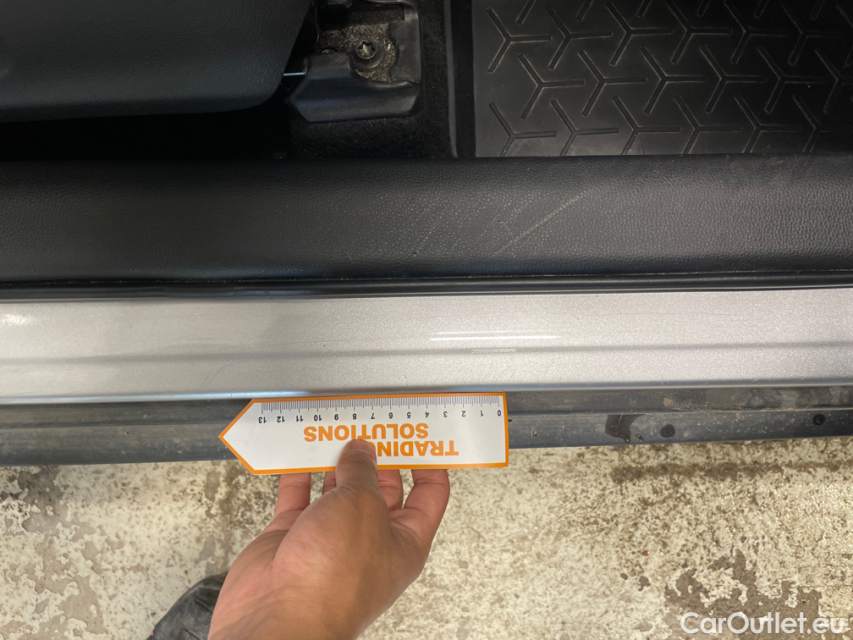 0 1 2 3 4 5 6 7 8 9 10 11 12 13
TRADIN
SOLUTIONS
CarOutlet.eu